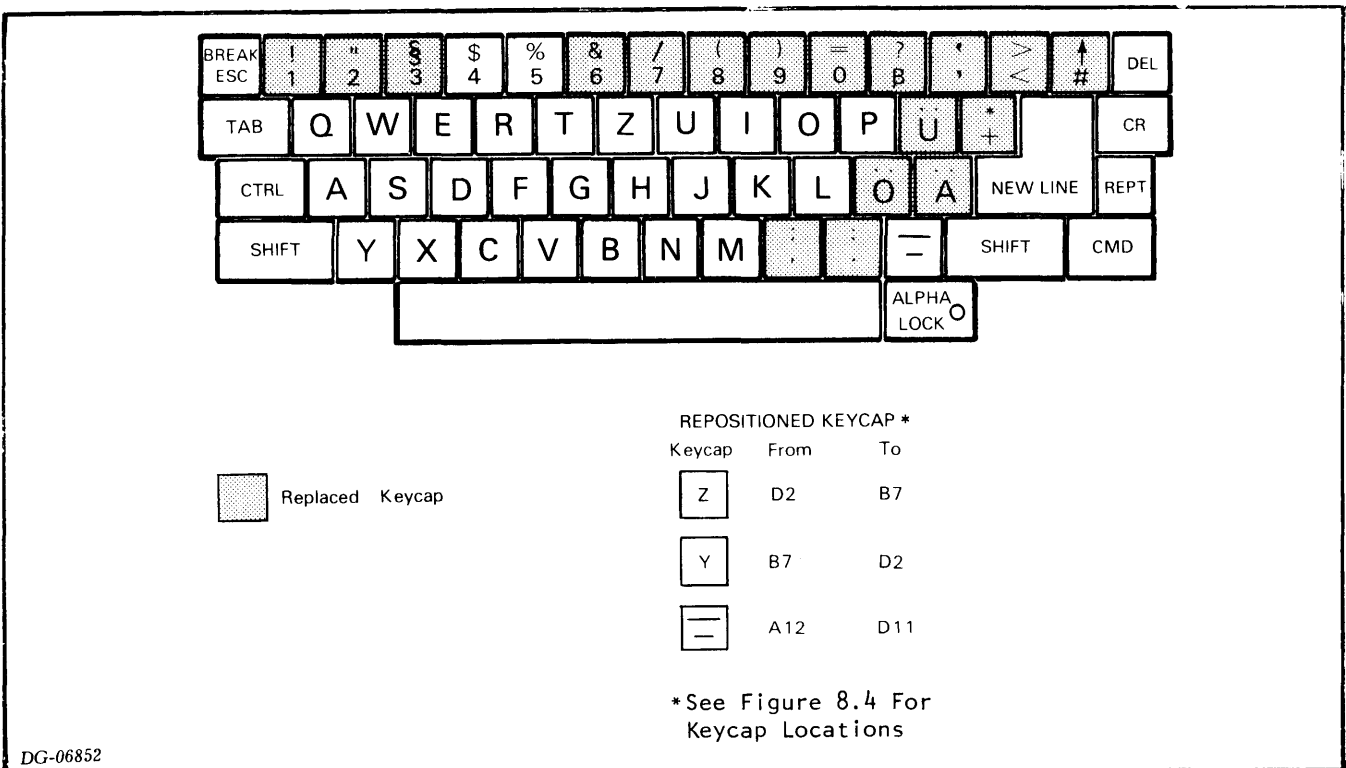 BREAK ! " § $ % & / ( ) = ? ' > ↑ DEL
ESC 1 2 3 4 5 6 7 8 9 0 B ' < #
TAB Q W E R T Z U I O P Ü * CR
+
CTRL A S D F G H J K L Ö Ä NEW LINE REPT
SHIFT Y X C V B N M ; : — SHIFT CMD
, . –
ALPHA
LOCK
REPOSITIONED KEYCAP *
Keycap From To
Replaced Keycap
Z D2 B7
Y B7 D2
— – A12 D11
*See Figure 8.4 For
Keycap Locations
DG-06852